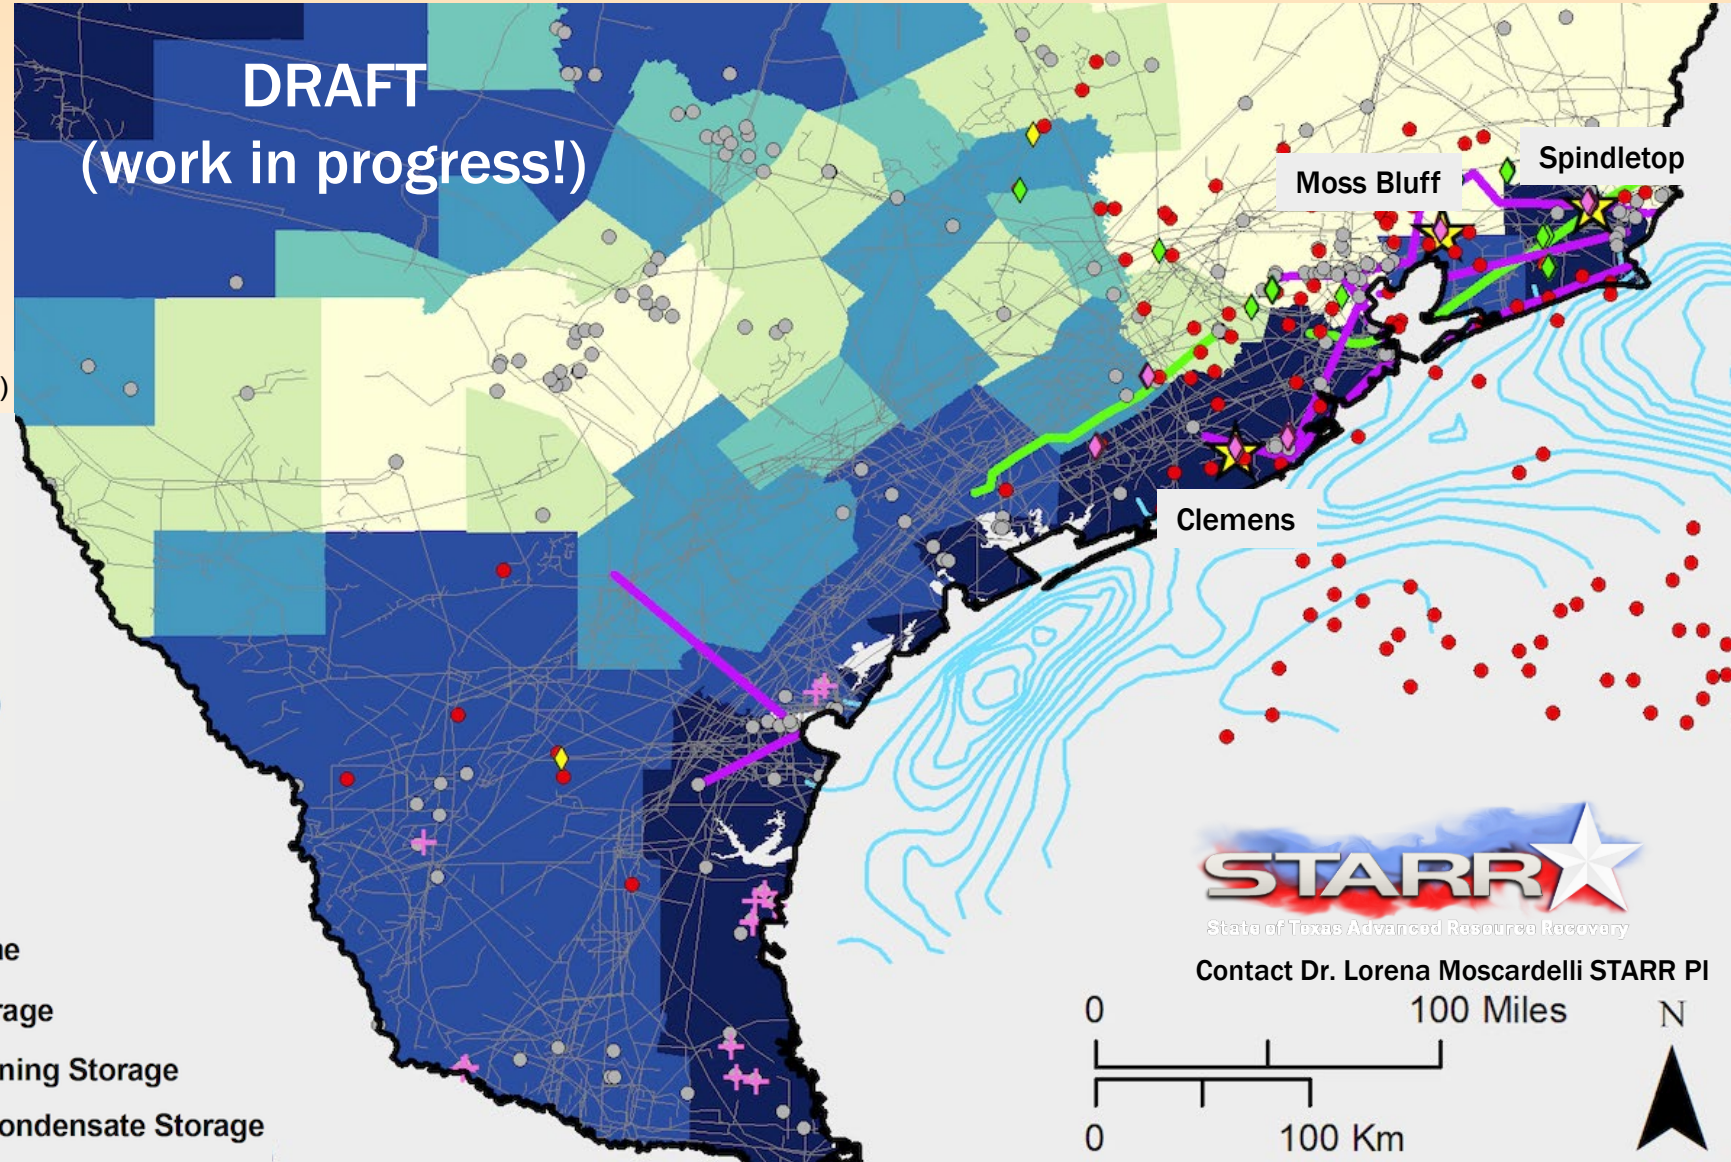 DRAFT
(work in progress!)
Spindletop
Moss Bluff
)
Clemens
STARR
State of Texas Advanced Resource Recovery
Contact Dr. Lorena Moscardelli STARR PI
0 100 Miles N
0 100 Km
ne
rage
ning Storage
ondensate Storage